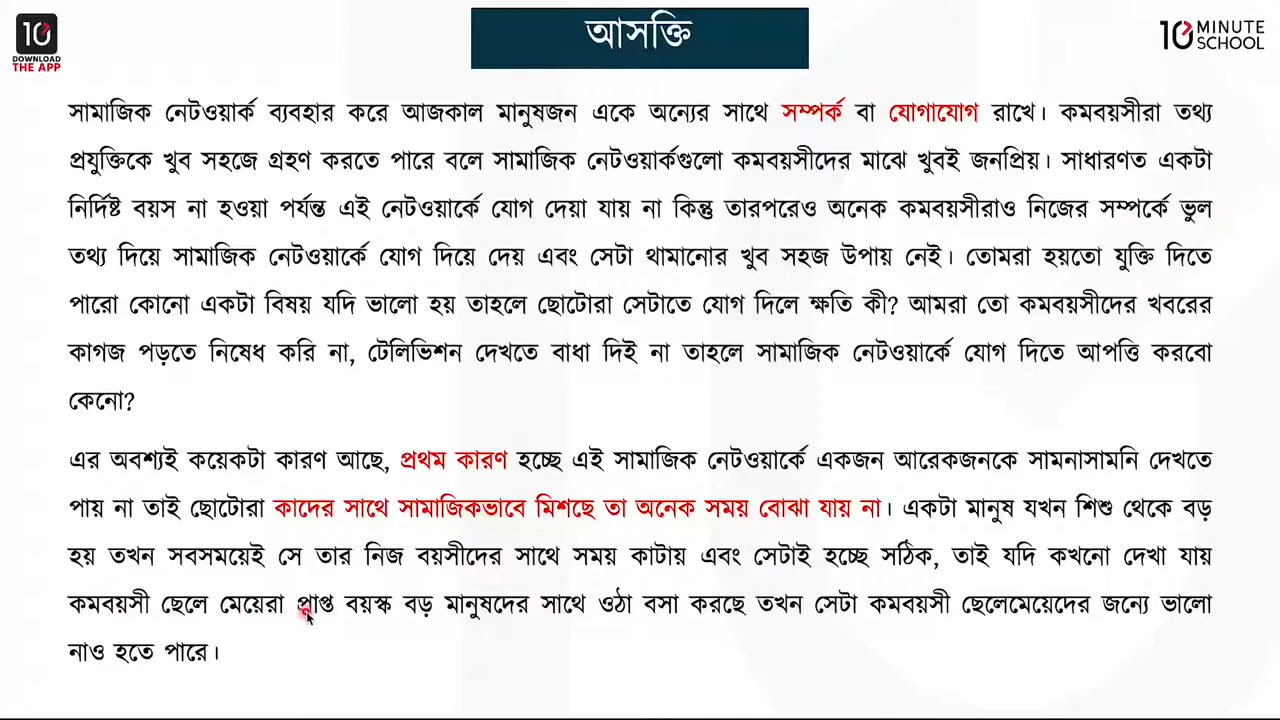 10
DOWNLOAD
THE APP
আসক্তি
10 MINUTE
SCHOOL
সামাজিক নেটওয়ার্ক ব্যবহার করে আজকাল মানুষজন একে অন্যের সাথে সম্পর্ক বা যোগাযোগ রাখে। কমবয়সীরা তথ্য
প্রযুক্তিকে খুব সহজে গ্রহণ করতে পারে বলে সামাজিক নেটওয়ার্কগুলো কমবয়সীদের মাঝে খুবই জনপ্রিয়। সাধারণত একটা
নির্দিষ্ট বয়স না হওয়া পর্যন্ত এই নেটওয়ার্কে যোগ দেয়া যায় না কিন্তু তারপরেও অনেক কমবয়সীরাও নিজের সম্পর্কে ভুল
তথ্য দিয়ে সামাজিক নেটওয়ার্কে যোগ দিয়ে দেয় এবং সেটা থামানোর খুব সহজ উপায় নেই। তোমরা হয়তো যুক্তি দিতে
পারো কোনো একটা বিষয় যদি ভালো হয় তাহলে ছোটোরা সেটাতে যোগ দিলে ক্ষতি কী? আমরা তো কমবয়সীদের খবরের
কাগজ পড়তে নিষেধ করি না, টেলিভিশন দেখতে বাধা দিই না তাহলে সামাজিক নেটওয়ার্কে যোগ দিতে আপত্তি করবো
কেনো?
এর অবশ্যই কয়েকটা কারণ আছে, প্রথম কারণ হচ্ছে এই সামাজিক নেটওয়ার্কে একজন আরেকজনকে সামনাসামনি দেখতে
পায় না তাই ছোটোরা কাদের সাথে সামাজিকভাবে মিশছে তা অনেক সময় বোঝা যায় না। একটা মানুষ যখন শিশু থেকে বড়
হয় তখন সবসময়েই সে তার নিজ বয়সীদের সাথে সময় কাটায় এবং সেটাই হচ্ছে সঠিক, তাই যদি কখনো দেখা যায়
কমবয়সী ছেলে মেয়েরা প্রাপ্ত বয়স্ক বড় মানুষদের সাথে ওঠা বসা করছে তখন সেটা কমবয়সী ছেলেমেয়েদের জন্যে ভালো
নাও হতে পারে।